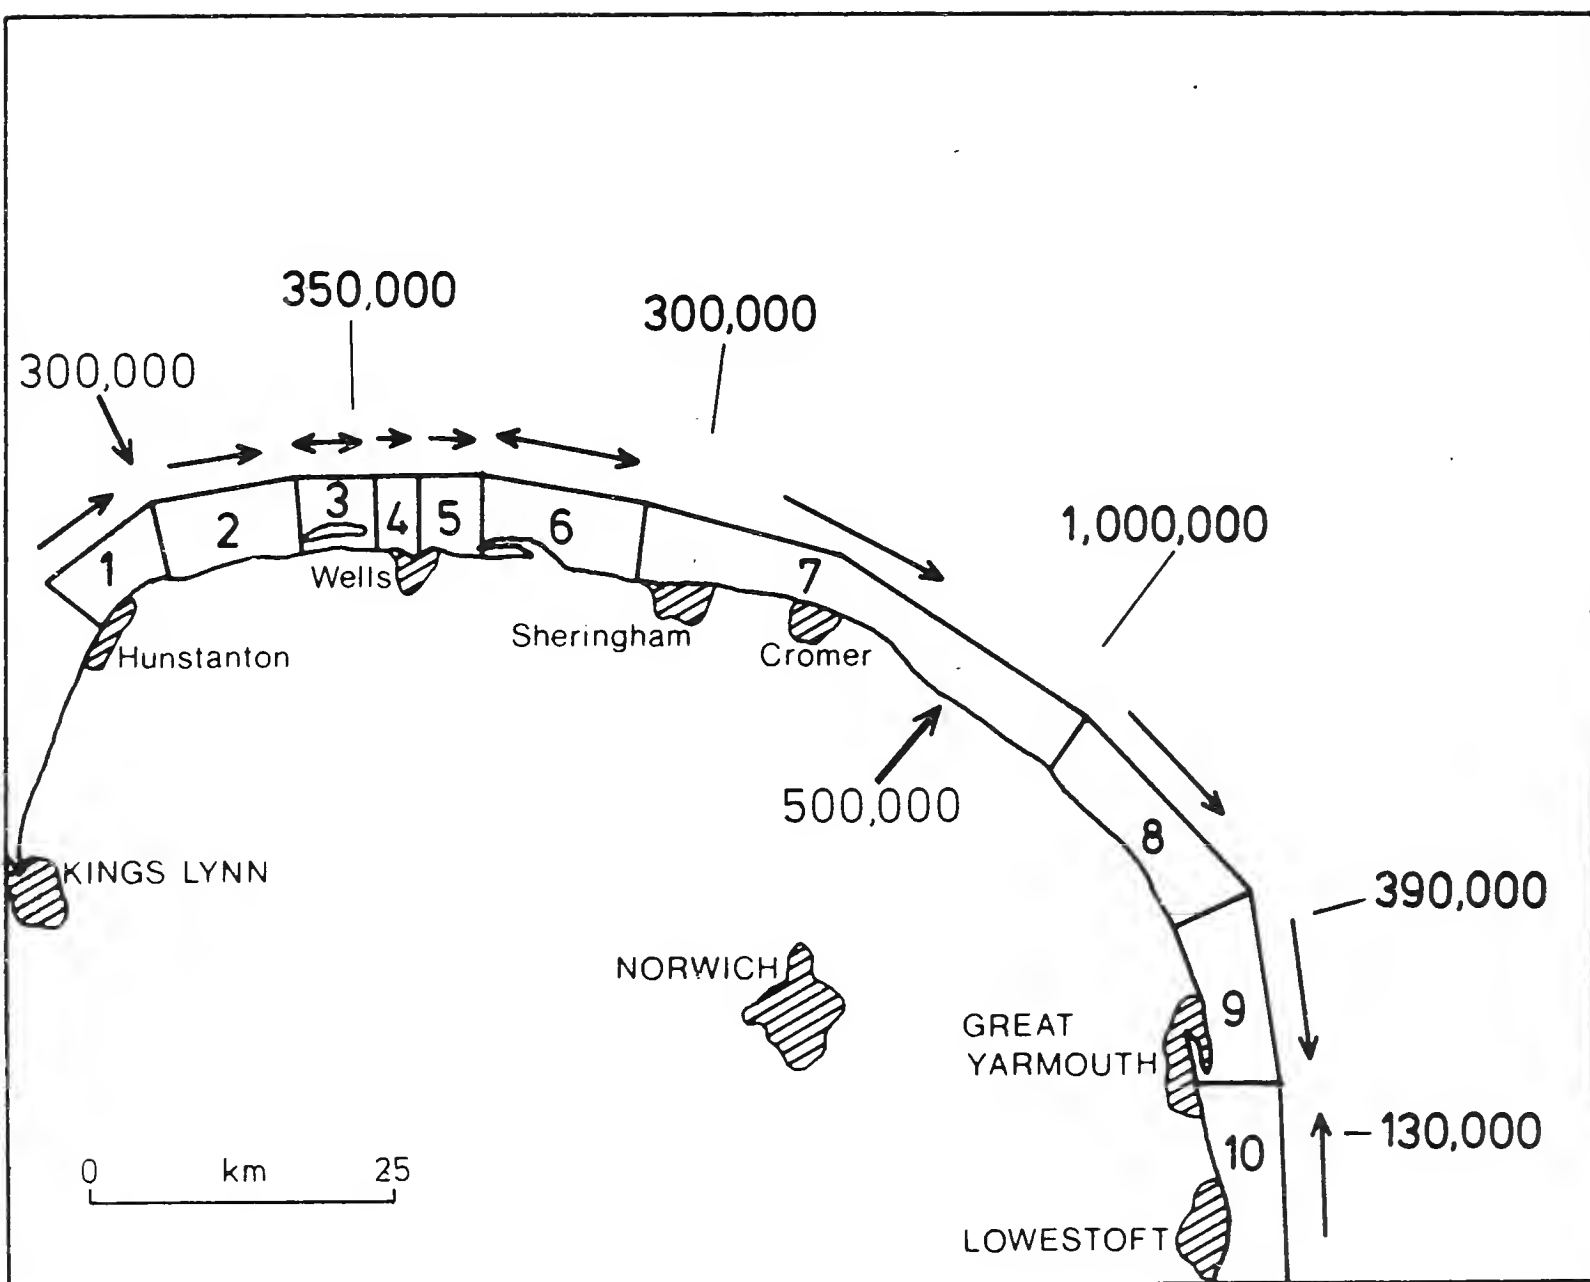 350,000
300,000
300,000
1,000,000
1
2
3
4
5
6
7
Wells
Sheringham
Cromer
Hunstanton
500,000
8
KINGS LYNN
390,000
NORWICH
9
GREAT
YARMOUTH
-130,000
10
0 km 25
LOWESTOFT